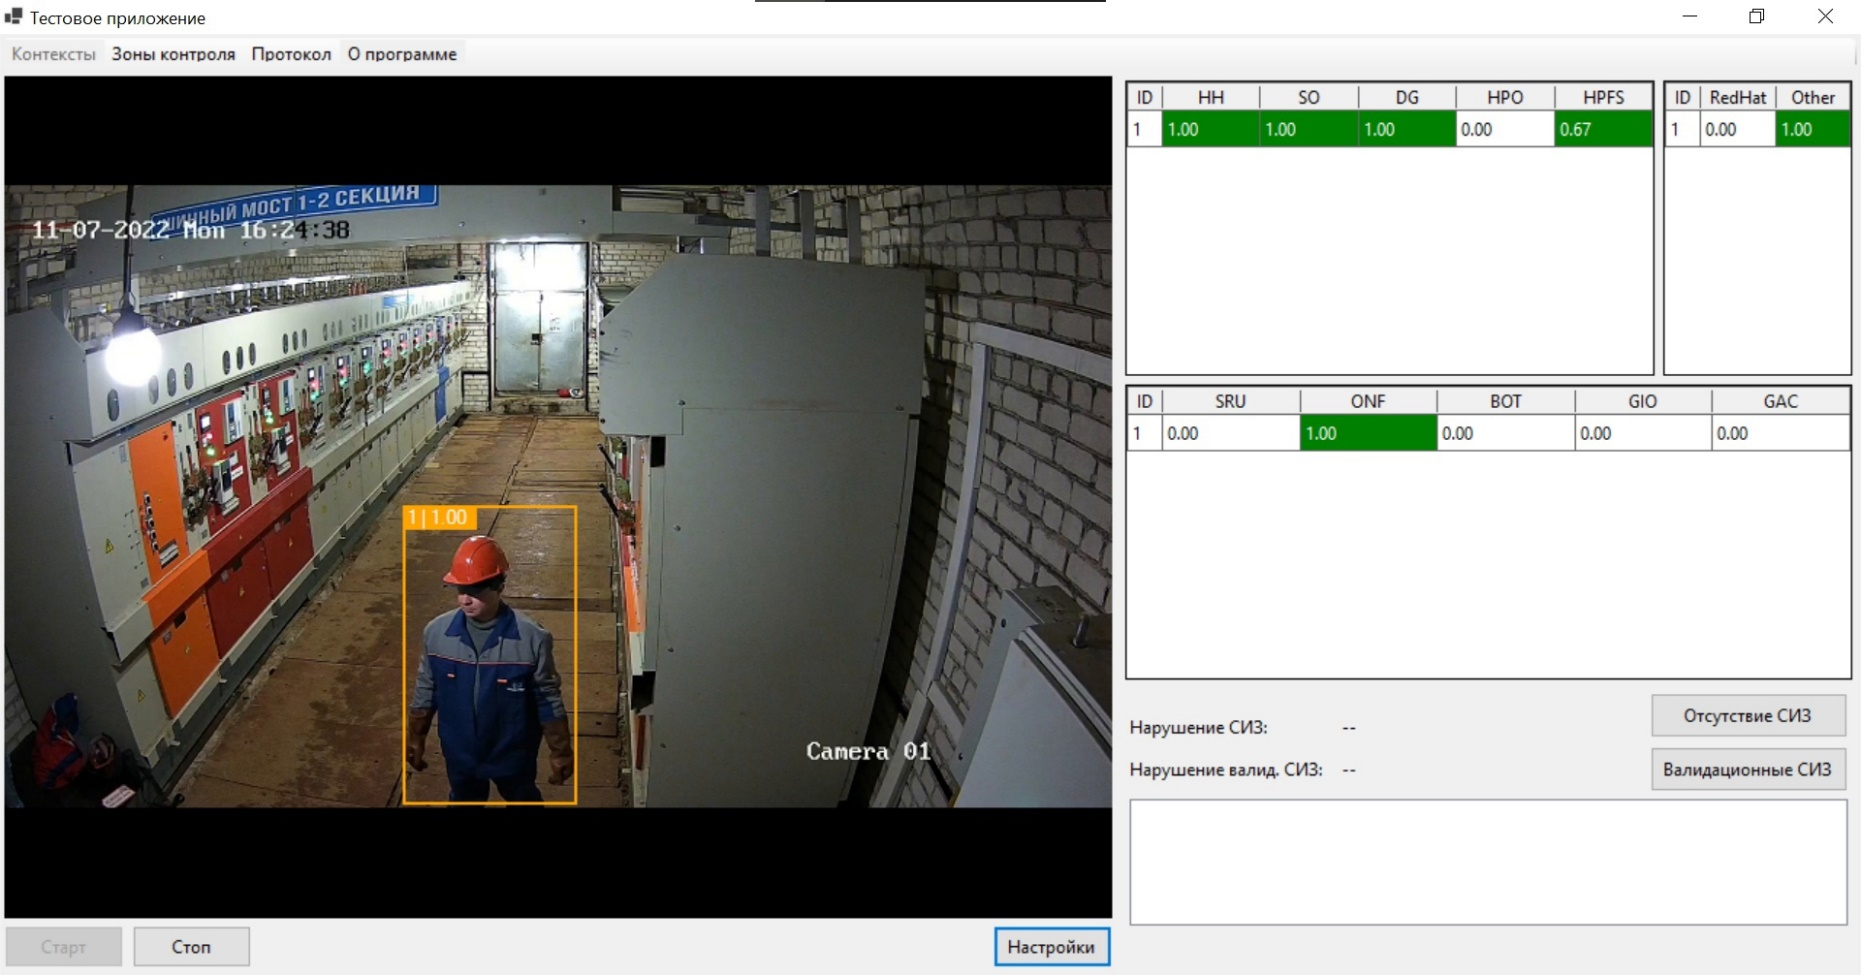 Тестовое приложение
Контексты Зоны контроля Протокол О программе
ШИННЫЙ МОСТ 1-2 СЕКЦИЯ
11-07-2022 Mon 16:24:38
1 | 1.00
Camera 01
Старт Стоп Настройки
ID HH SO DG HPO HPFS
1 1.00 1.00 1.00 0.00 0.67
ID RedHat Other
1 0.00 1.00
ID SRU ONF BOT GIO GAC
1 0.00 1.00 0.00 0.00 0.00
Нарушение СИЗ: -- Отсутствие СИЗ
Нарушение валид. СИЗ: -- Валидационные СИЗ